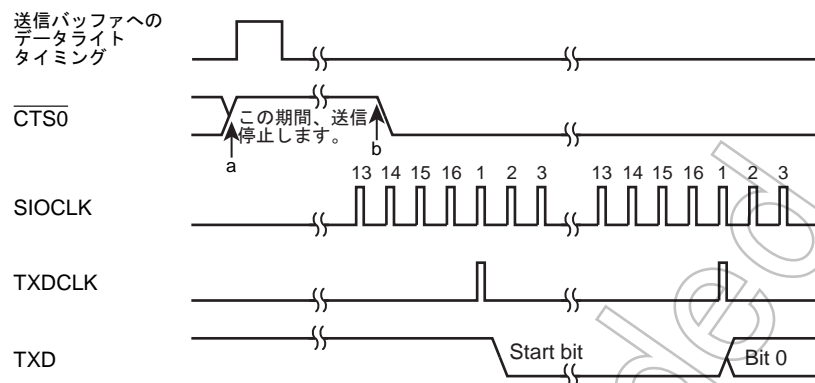 送信バッファへの
データライト
タイミング
CTS0
この期間、送信
停止します。
a
b
13 14 15 16 1 2 3 13 14 15 16 1 2 3
SIOCLK
TXDCLK
TXD
Start bit
Bit 0